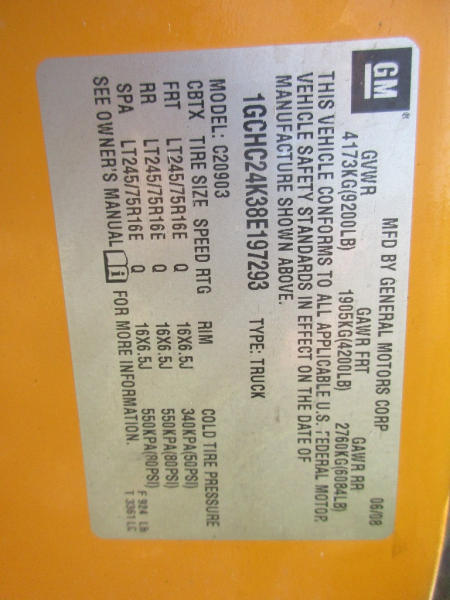 GM ®
MFD BY GENERAL MOTORS CORP 06/08
GVWR GAWR FRT GAWR RR
4173KG(9200LB) 1905KG(4200LB) 2760KG(6084LB)
THIS VEHICLE CONFORMS TO ALL APPLICABLE U.S. FEDERAL MOTOR
VEHICLE SAFETY STANDARDS IN EFFECT ON THE DATE OF
MANUFACTURE SHOWN ABOVE.
1GCHC24K38E197293 TYPE: TRUCK
MODEL: C20903
CBTX TIRE SIZE SPEED RTG RIM COLD TIRE PRESSURE
FRT LT245/75R16E Q 16X6.5J 340KPA(50PSI)
RR LT245/75R16E Q 16X6.5J 550KPA(80PSI)
SPA LT245/75R16E Q 16X6.5J 550KPA(80PSI)
SEE OWNER'S MANUAL i FOR MORE INFORMATION.
F 924 LB
T 3361 LC